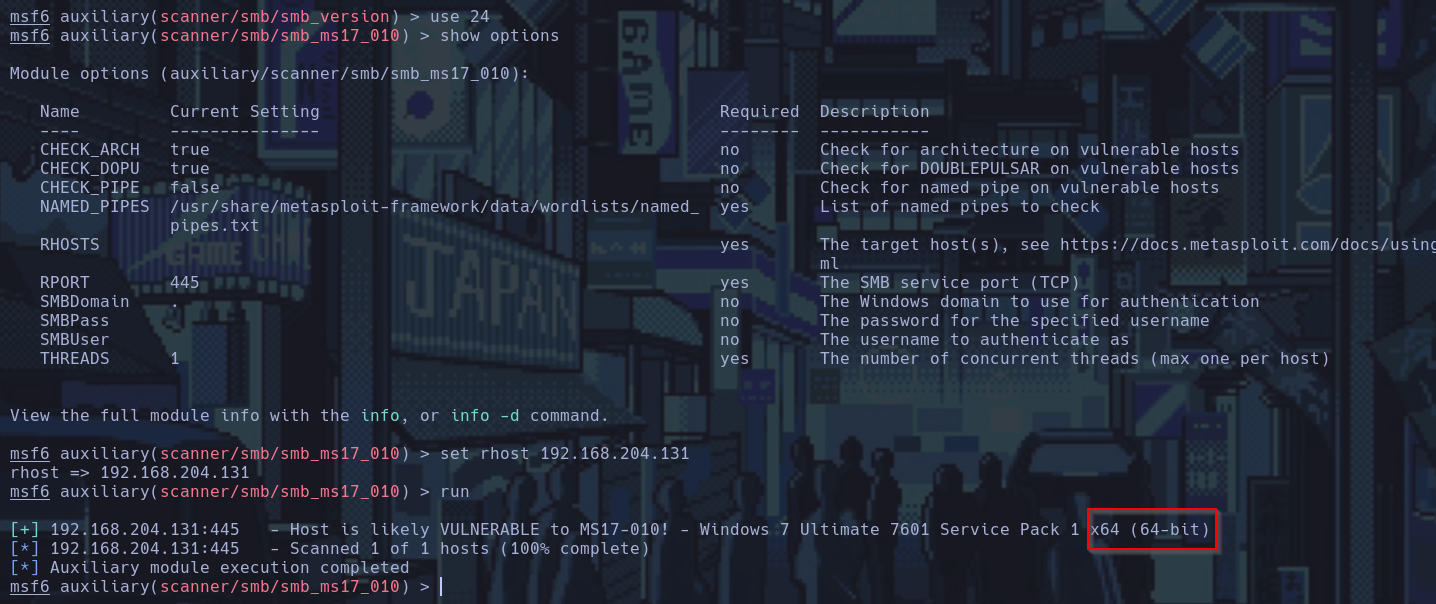 msf6 auxiliary(scanner/smb/smb_version) > use 24
msf6 auxiliary(scanner/smb/smb_ms17_010) > show options
Module options (auxiliary/scanner/smb/smb_ms17_010):
Name Current Setting Required Description
---- --------------- -------- -----------
CHECK_ARCH true no Check for architecture on vulnerable hosts
CHECK_DOPU true no Check for DOUBLEPULSAR on vulnerable hosts
CHECK_PIPE false no Check for named pipe on vulnerable hosts
NAMED_PIPES /usr/share/metasploit-framework/data/wordlists/named_ yes List of named pipes to check
pipes.txt
RHOSTS yes The target host(s), see https://docs.metasploit.com/docs/using
ml
RPORT 445 yes The SMB service port (TCP)
SMBDomain . no The Windows domain to use for authentication
SMBPass no The password for the specified username
SMBUser no The username to authenticate as
THREADS 1 yes The number of concurrent threads (max one per host)
View the full module info with the info, or info -d command.
msf6 auxiliary(scanner/smb/smb_ms17_010) > set rhost 192.168.204.131
rhost => 192.168.204.131
msf6 auxiliary(scanner/smb/smb_ms17_010) > run
[+] 192.168.204.131:445 - Host is likely VULNERABLE to MS17-010! - Windows 7 Ultimate 7601 Service Pack 1 x64 (64-bit)
[*] 192.168.204.131:445 - Scanned 1 of 1 hosts (100% complete)
[*] Auxiliary module execution completed
msf6 auxiliary(scanner/smb/smb_ms17_010) >
GAME
GAME
JAPAN